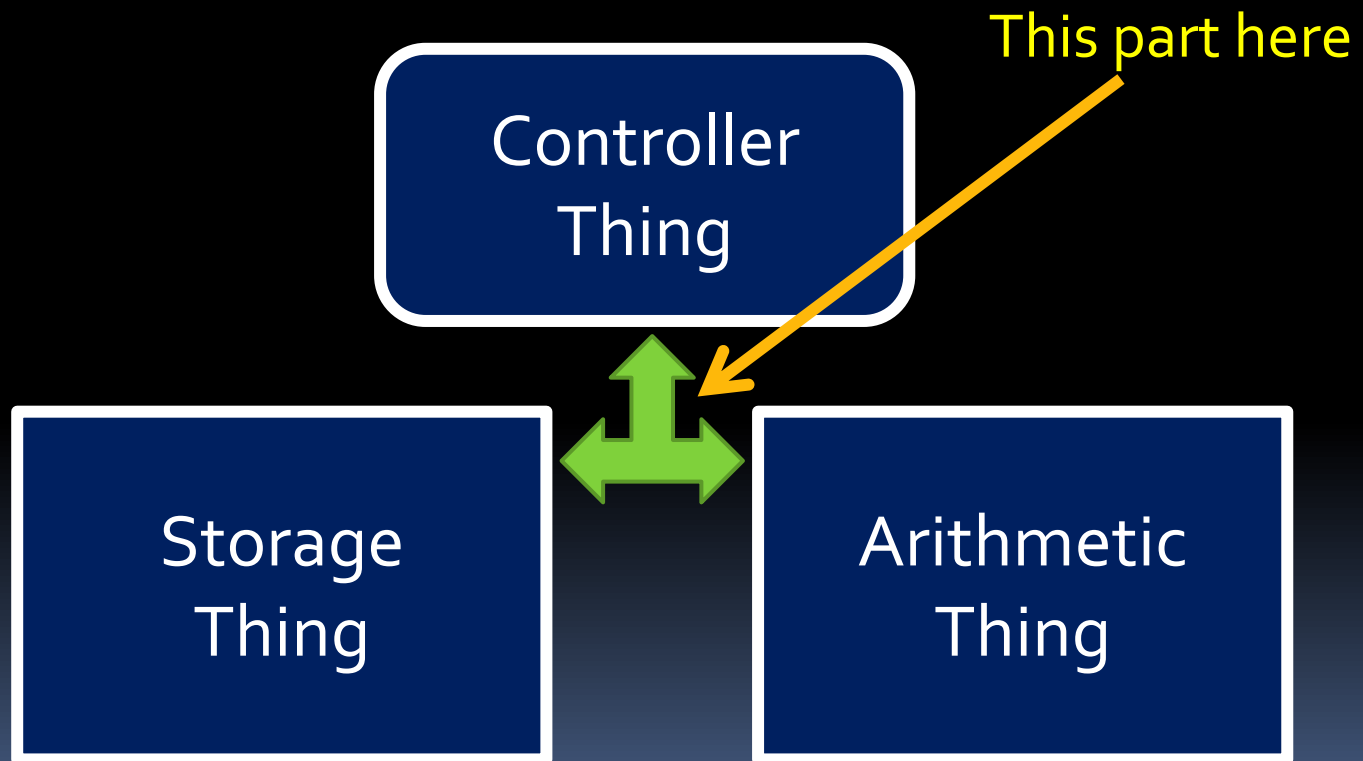 This part here
Controller
Thing
Storage
Thing
Arithmetic
Thing